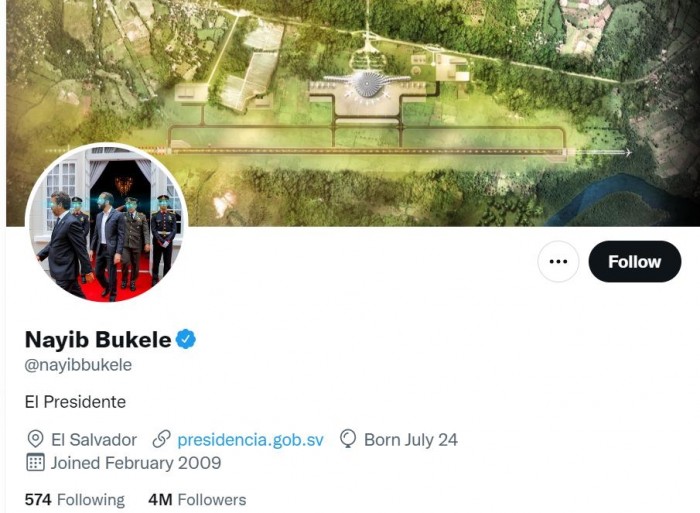 Follow
Nayib Bukele
@nayibbukele
El Presidente
El Salvador presidencia.gob.sv Born July 24
Joined February 2009
574 Following 4M Followers